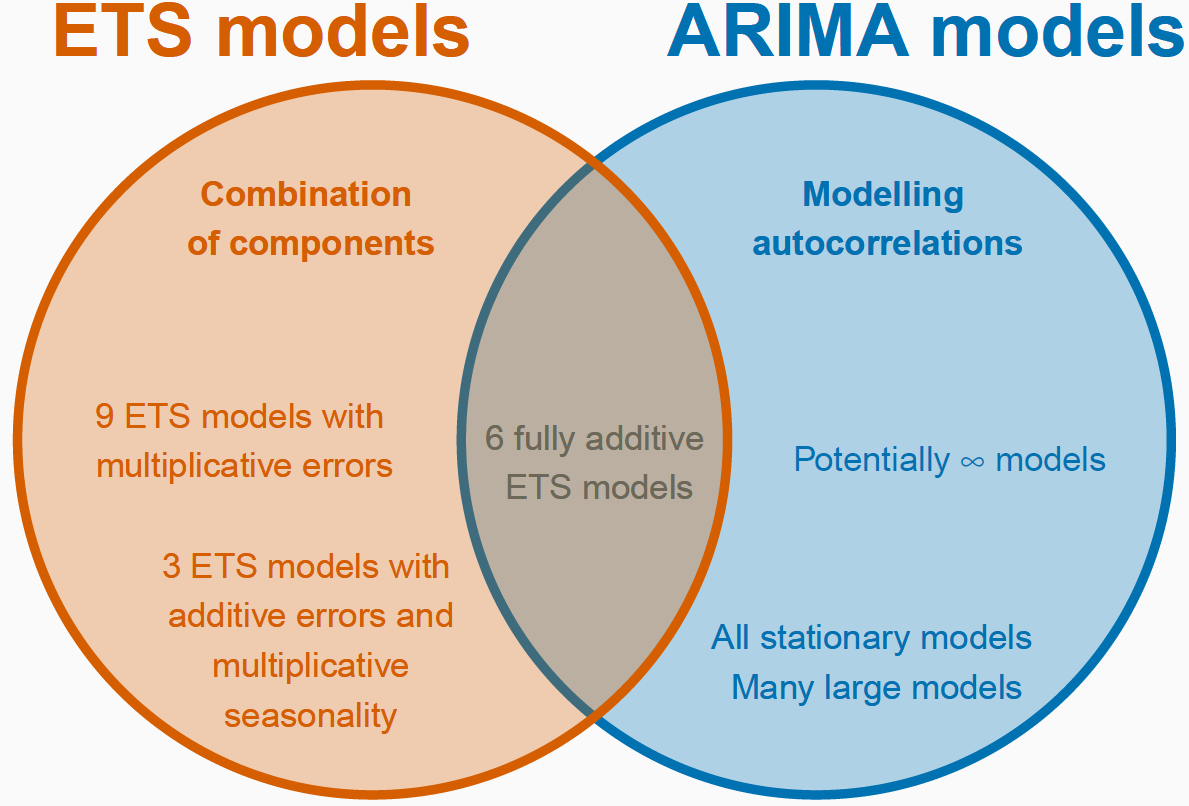 ETS models
ARIMA models
Combination
of components
Modelling
autocorrelations
9 ETS models with
multiplicative errors
6 fully additive
ETS models
Potentially ∞ models
3 ETS models with
additive errors and
multiplicative
seasonality
All stationary models
Many large models